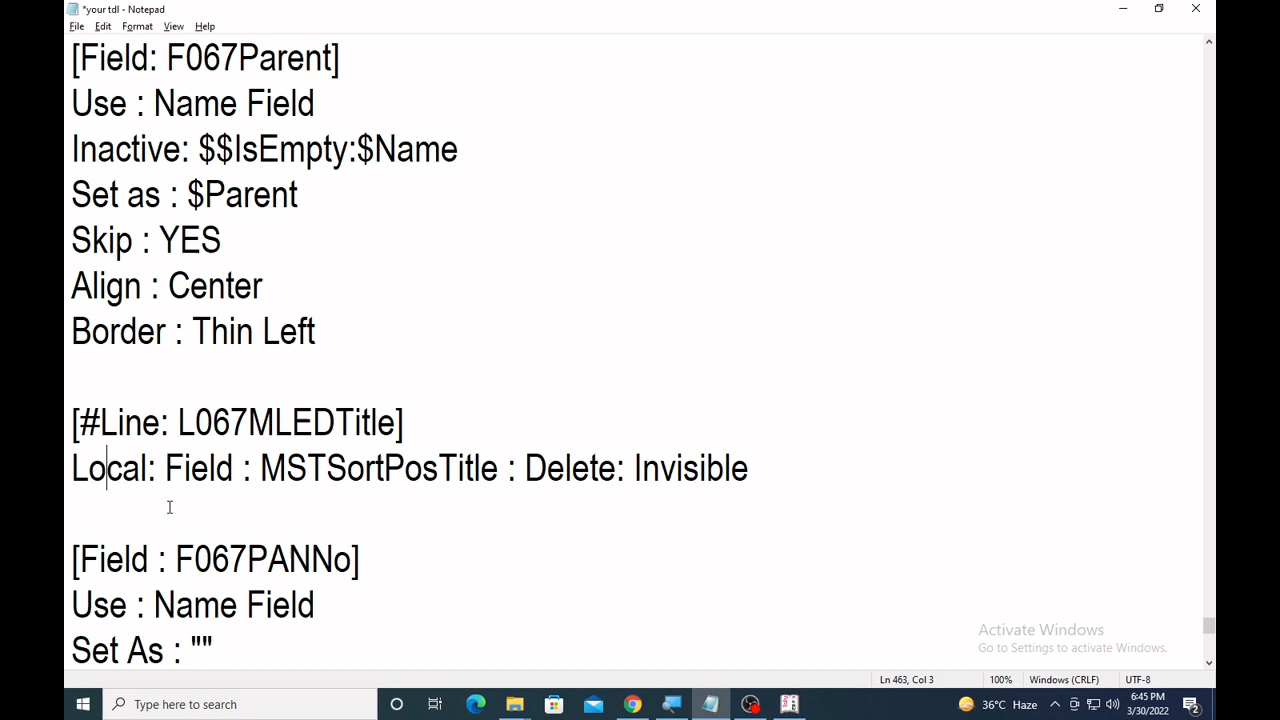 *your tdl - Notepad
File Edit Format View Help
[Field: F067Parent]
Use : Name Field
Inactive: $$IsEmpty:$Name
Set as : $Parent
Skip : YES
Align : Center
Border : Thin Left
[#Line: L067MLEDTitle]
Local: Field : MSTSortPosTitle : Delete: Invisible
[Field : F067PANNo]
Use : Name Field
Set As : ""
Activate Windows
Go to Settings to activate Windows.
Ln 463, Col 3 100% Windows (CRLF) UTF-8
Type here to search
36°C Haze
6:45 PM
3/30/2022
2